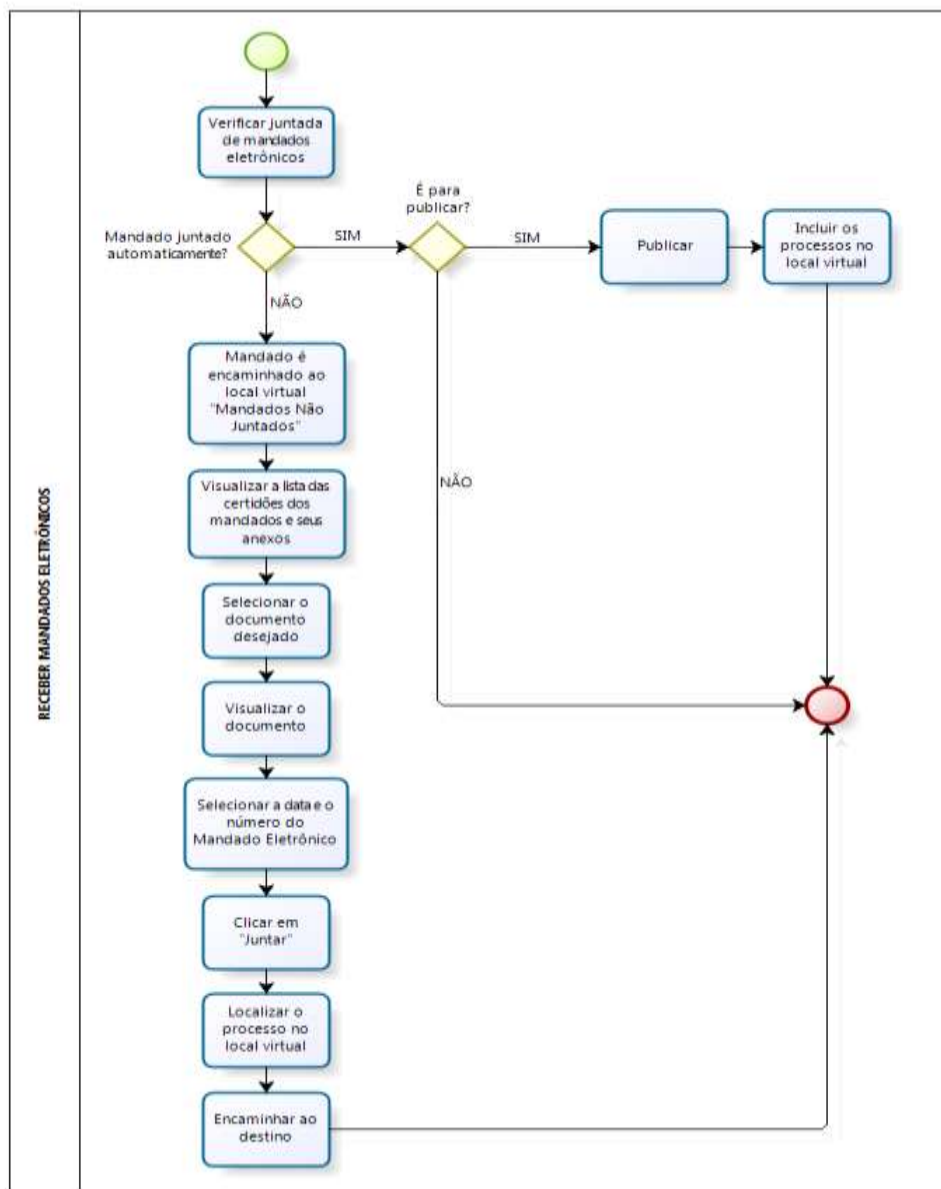 RECEBER MANDADOS ELETRÔNICOS
Verificar juntada
de mandados
eletrônicos
Mandado juntado
automaticamente?
SIM
É para
publicar?
SIM
Publicar
Incluir os
processos no
local virtual
NÃO
Mandado é
encaminhado ao
local virtual
"Mandados Não
Juntados"
NÃO
Visualizar a lista das
certidões dos
mandados e seus
anexos
Selecionar o
documento
desejado
Visualizar o
documento
Selecionar a data e o
número do
Mandado Eletrônico
Clicar em
"Juntar"
Localizar o
processo no
local virtual
Encaminhar ao
destino